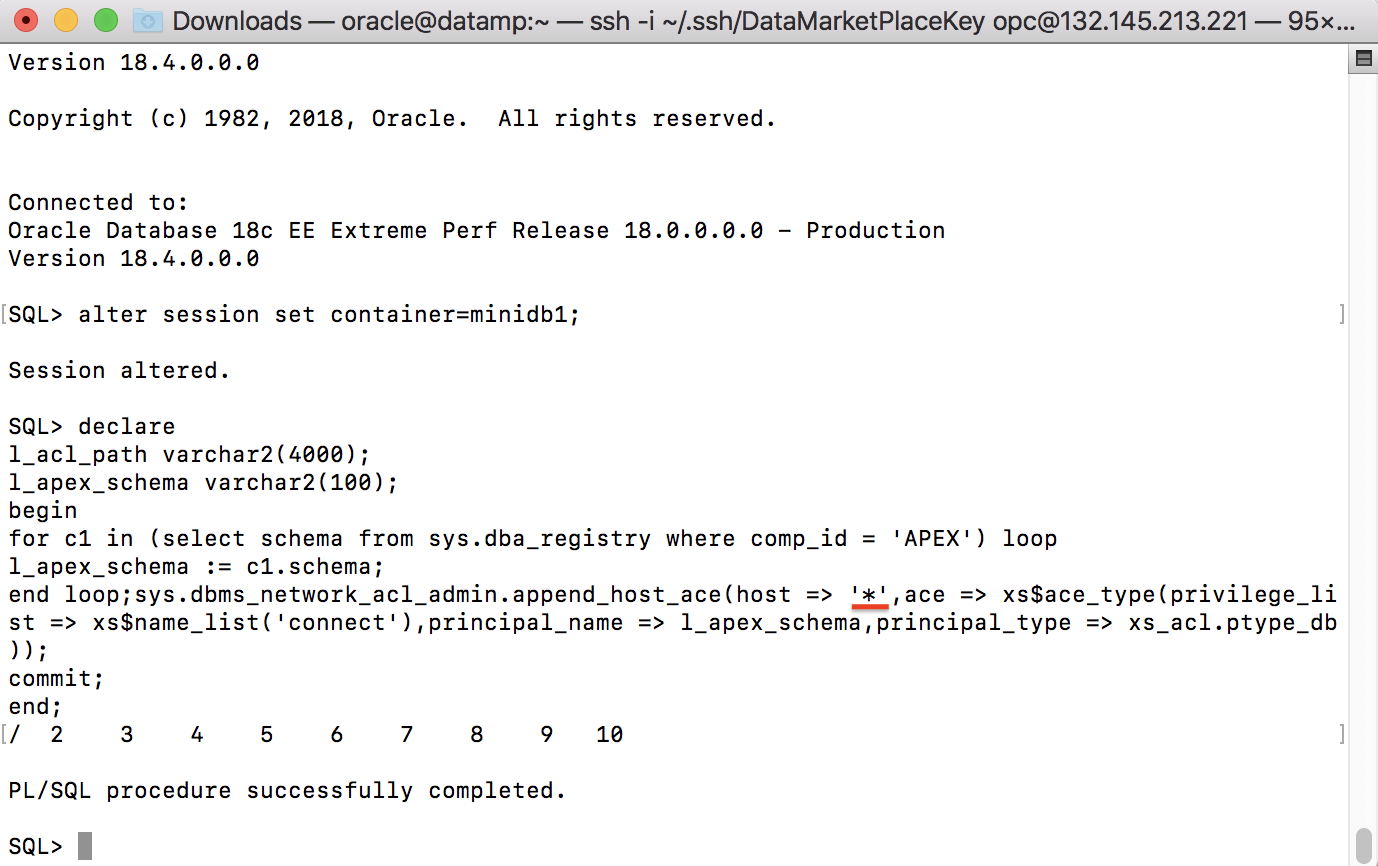 Downloads — oracle@datamp:~ — ssh -i ~/.ssh/DataMarketPlaceKey opc@132.145.213.221 — 95×...
Version 18.4.0.0.0
Copyright (c) 1982, 2018, Oracle.  All rights reserved.
Connected to:
Oracle Database 18c EE Extreme Perf Release 18.0.0.0.0 - Production
Version 18.4.0.0.0
[SQL> alter session set container=minidb1; ]
Session altered.
SQL> declare
l_acl_path varchar2(4000);
l_apex_schema varchar2(100);
begin
for c1 in (select schema from sys.dba_registry where comp_id = 'APEX') loop
l_apex_schema := c1.schema;
end loop;sys.dbms_network_acl_admin.append_host_ace(host => '*',ace => xs$ace_type(privilege_li
st => xs$name_list('connect'),principal_name => l_apex_schema,principal_type => xs_acl.ptype_db
));
commit;
end;
[/  2    3    4    5    6    7    8    9   10 ]
PL/SQL procedure successfully completed.
SQL>